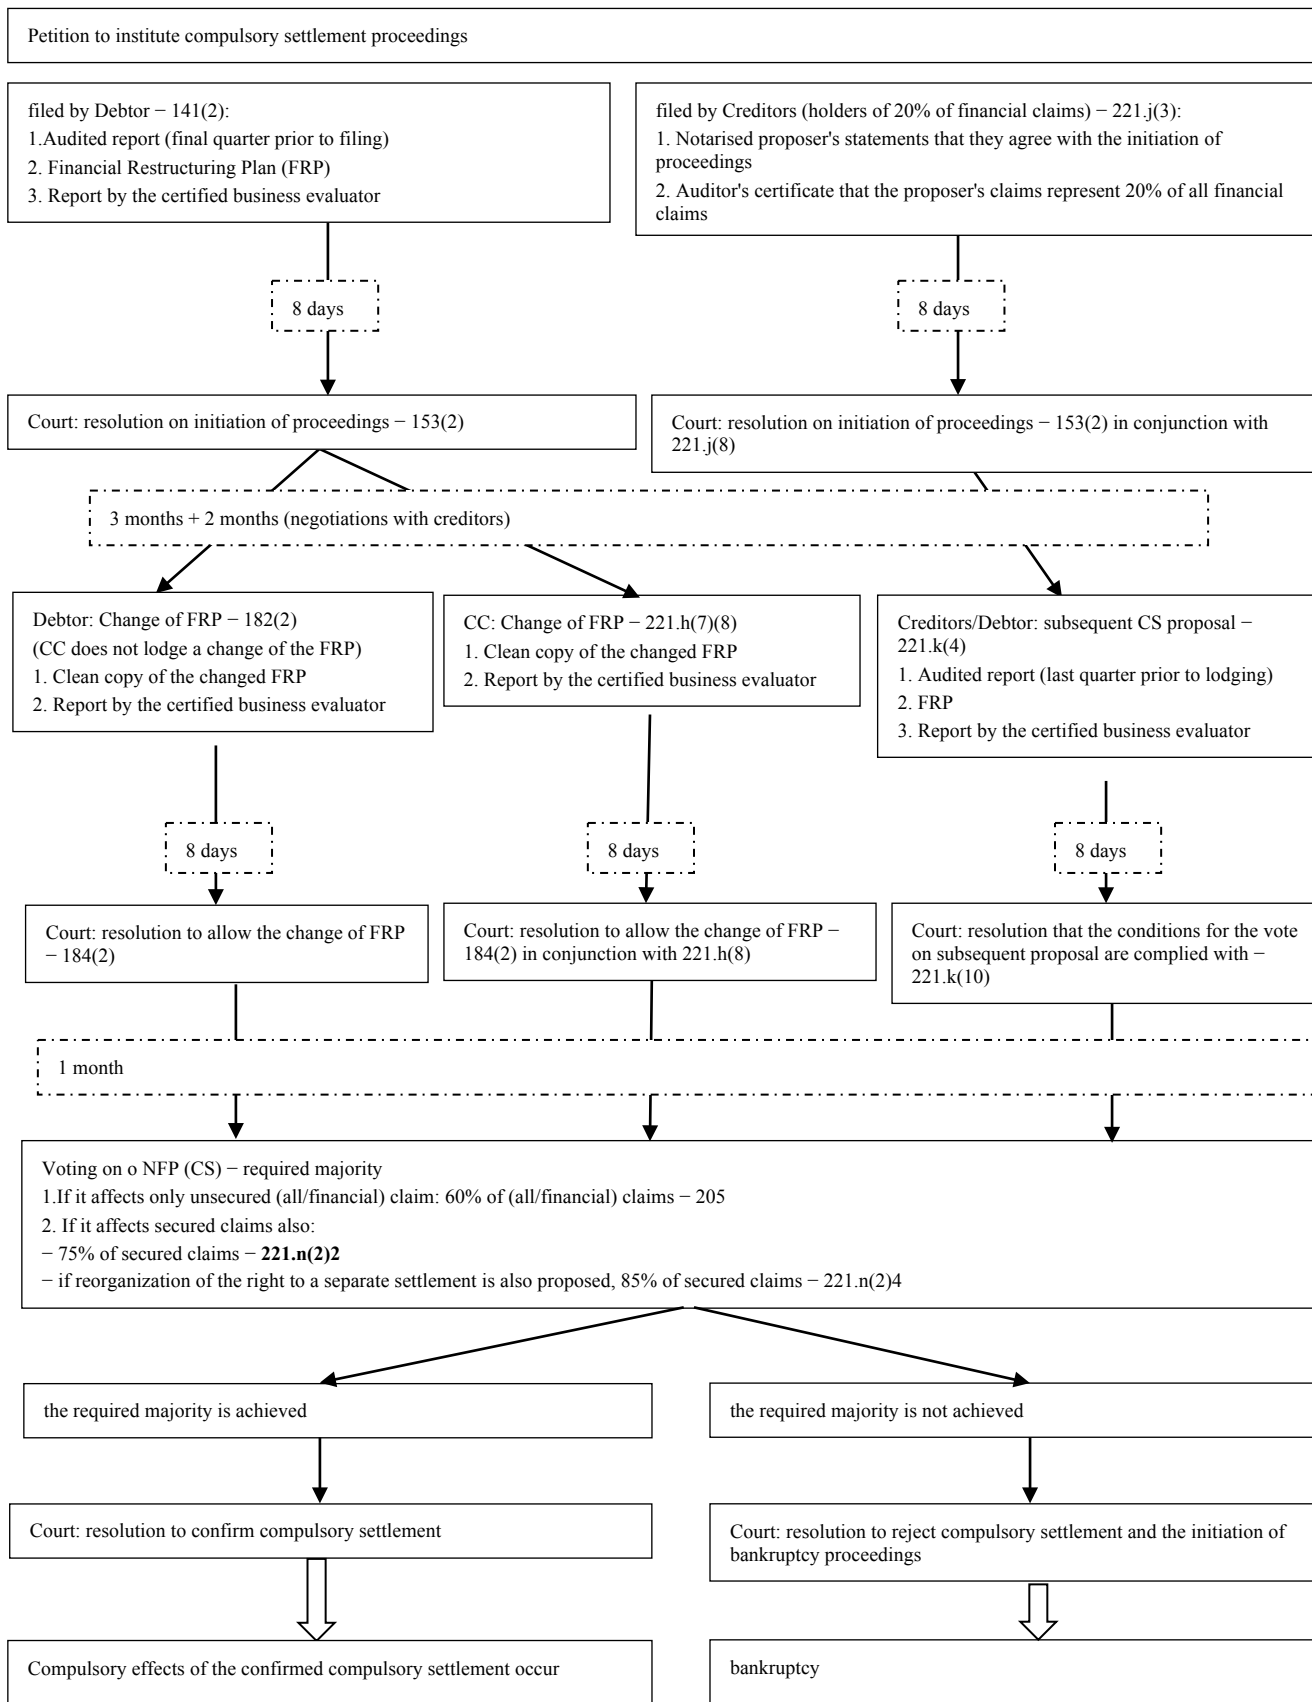 Petition to institute compulsory settlement proceedings
filed by Debtor − 141(2):
1.Audited report (final quarter prior to filing)
2. Financial Restructuring Plan (FRP)
3. Report by the certified business evaluator
filed by Creditors (holders of 20% of financial claims) − 221.j(3):
1. Notarised proposer's statements that they agree with the initiation of
proceedings
2. Auditor's certificate that the proposer's claims represent 20% of all financial
claims
8 days
8 days
Court: resolution on initiation of proceedings − 153(2)
Court: resolution on initiation of proceedings − 153(2) in conjunction with
221.j(8)
3 months + 2 months (negotiations with creditors)
Debtor: Change of FRP − 182(2)
(CC does not lodge a change of the FRP)
1. Clean copy of the changed FRP
2. Report by the certified business evaluator
CC: Change of FRP − 221.h(7)(8)
1. Clean copy of the changed FRP
2. Report by the certified business evaluator
Creditors/Debtor: subsequent CS proposal −
221.k(4)
1. Audited report (last quarter prior to lodging)
2. FRP
3. Report by the certified business evaluator
8 days
8 days
8 days
Court: resolution to allow the change of FRP
− 184(2)
Court: resolution to allow the change of FRP −
184(2) in conjunction with 221.h(8)
Court: resolution that the conditions for the vote
on subsequent proposal are complied with −
221.k(10)
1 month
Voting on o NFP (CS) − required majority
1.If it affects only unsecured (all/financial) claim: 60% of (all/financial) claims − 205
2. If it affects secured claims also:
− 75% of secured claims − 221.n(2)2
− if reorganization of the right to a separate settlement is also proposed, 85% of secured claims − 221.n(2)4
the required majority is achieved
the required majority is not achieved
Court: resolution to confirm compulsory settlement
Court: resolution to reject compulsory settlement and the initiation of
bankruptcy proceedings
Compulsory effects of the confirmed compulsory settlement occur
bankruptcy